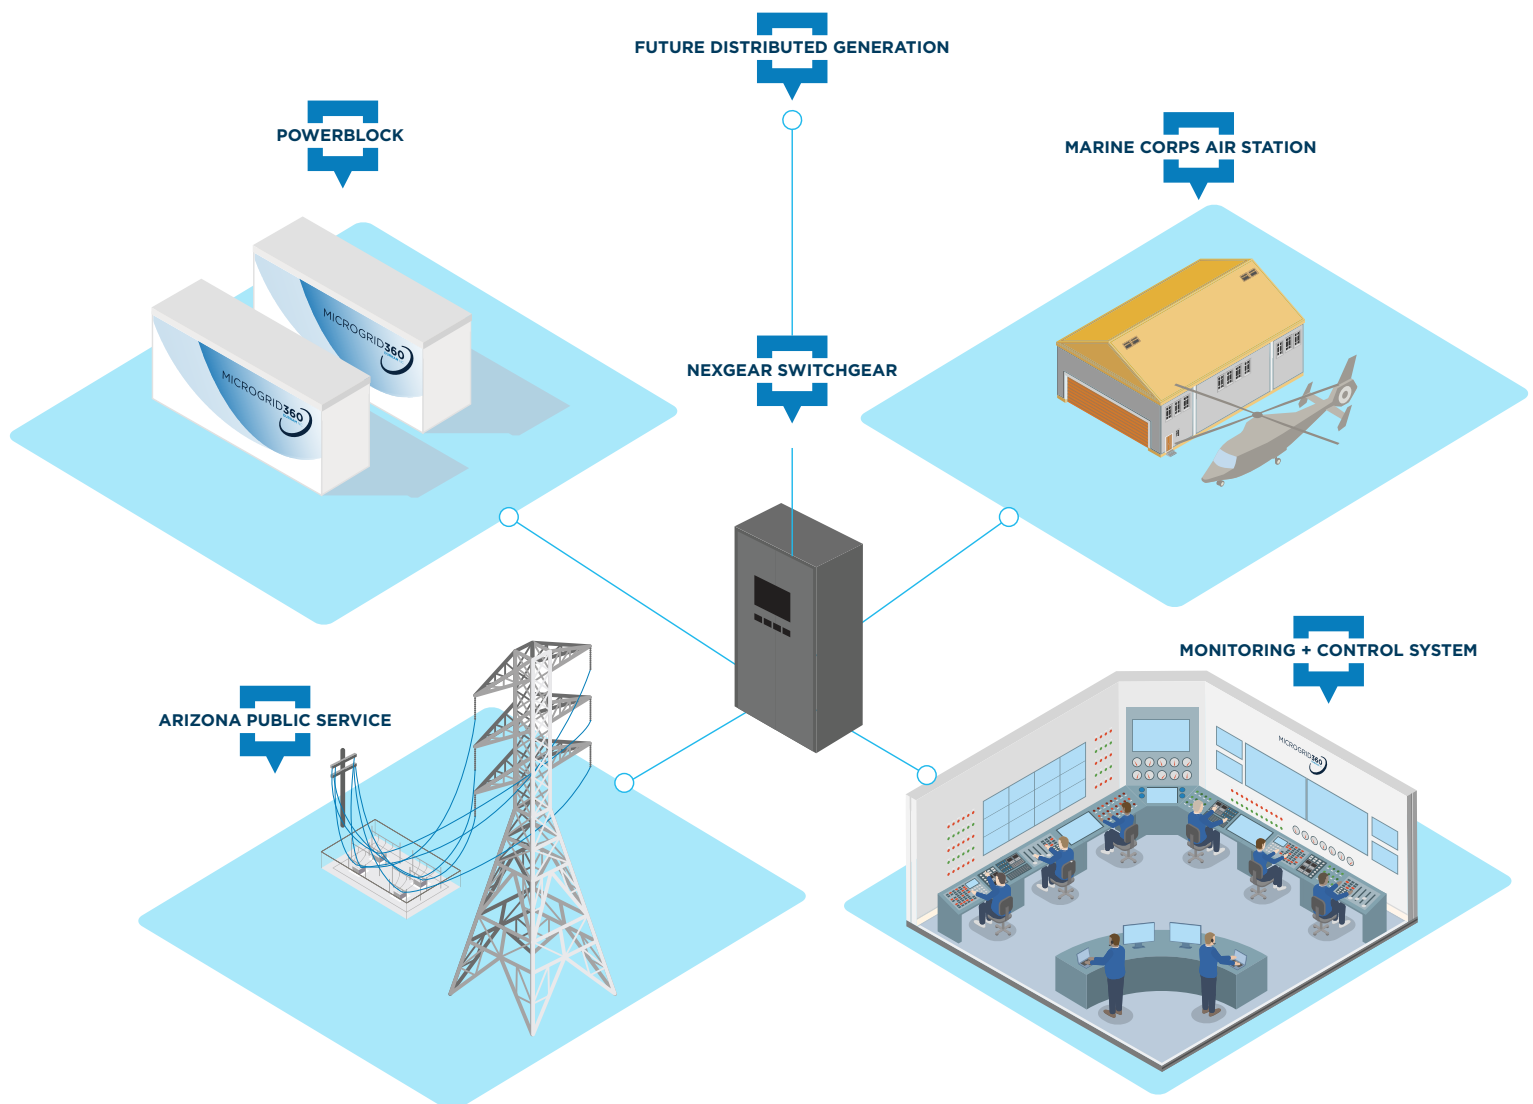 FUTURE DISTRIBUTED GENERATION
POWERBLOCK
MARINE CORPS AIR STATION
MICROGRID360
MICROGRID360
NEXGEAR SWITCHGEAR
ARIZONA PUBLIC SERVICE
MONITORING + CONTROL SYSTEM
MICROGRID360